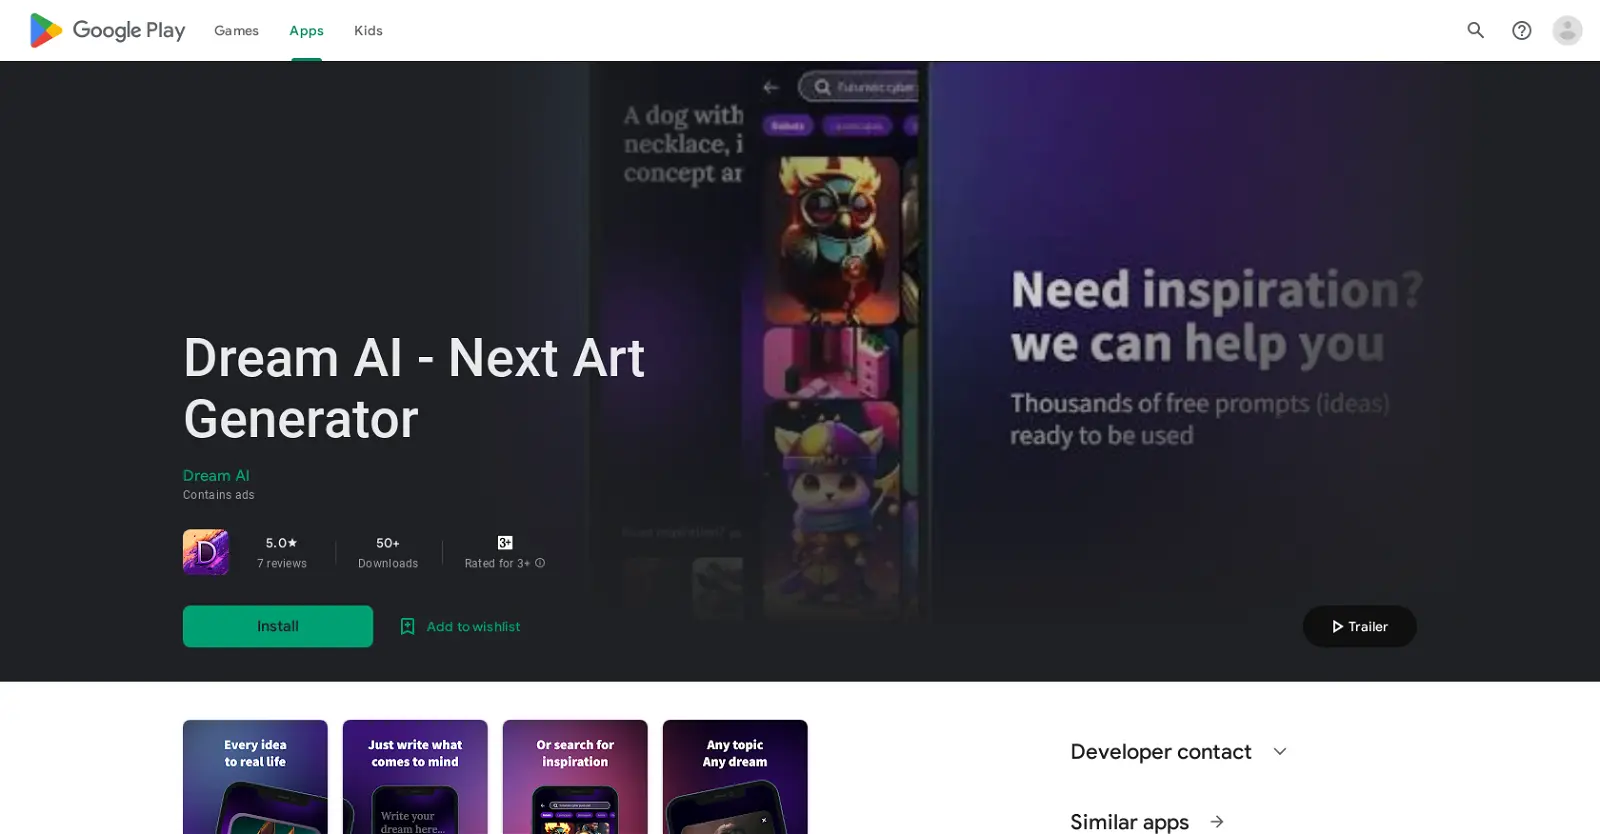 Google Play
Games
Apps
Kids
A dog with
necklace, i
concept ar
Futuristic cyber
Robots
Need inspiration?
we can help you
Thousands of free prompts (ideas)
ready to be used
Dream AI - Next Art
Generator
Dream AI
Contains ads
Need inspiration?
D
5.0★
7 reviews
50+
Downloads
3+
Rated for 3+
Install
Add to wishlist
Trailer
Every idea
to real life
Just write what
comes to mind
Write your
dream here...
Or search for
inspiration
Any topic
Any dream
Developer contact
Similar apps